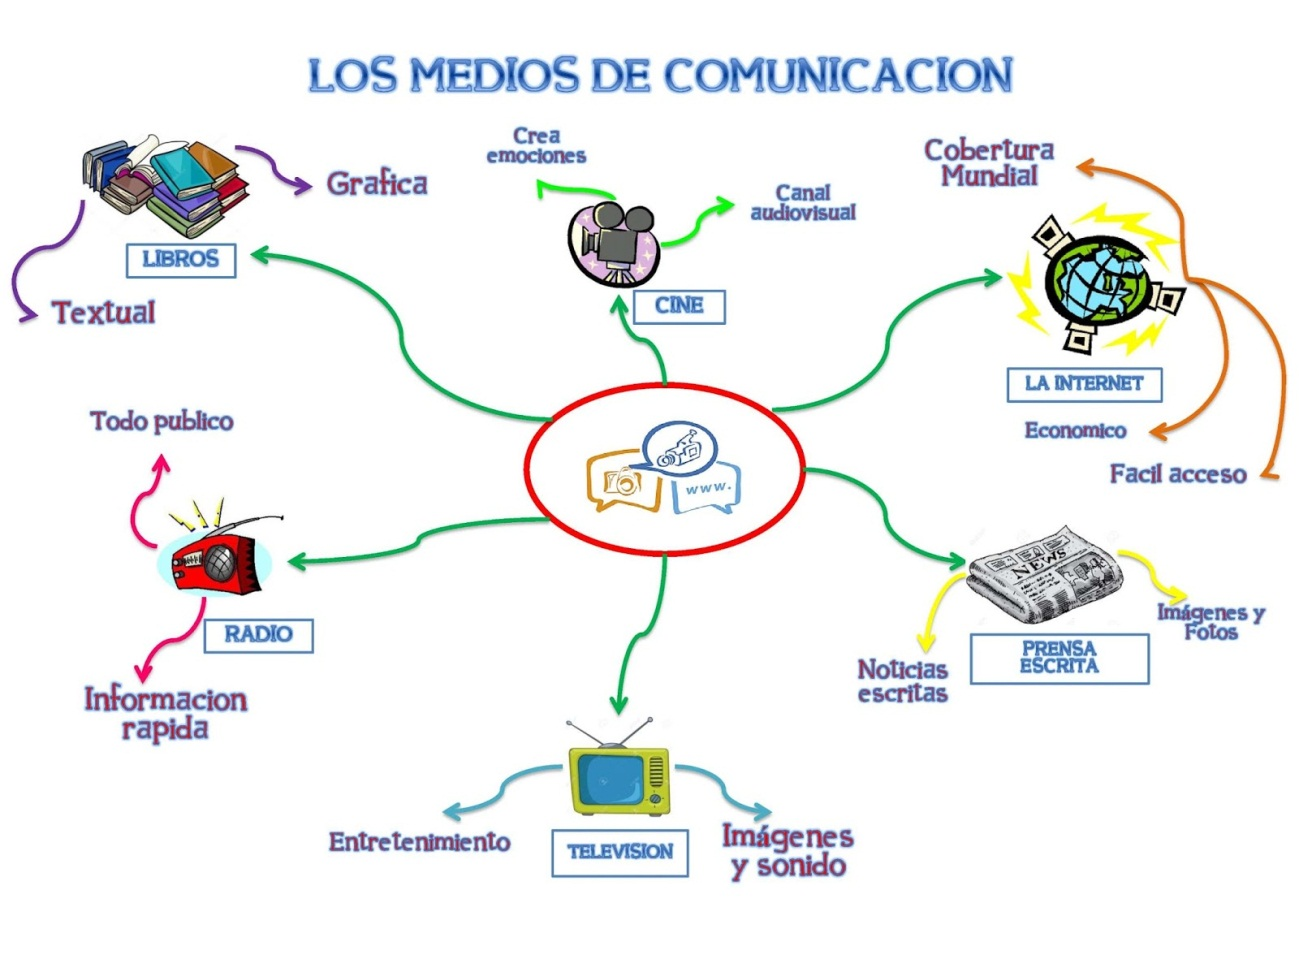 LOS MEDIOS DE COMUNICACION
Crea
emociones
Cobertura
Mundial
Grafica
Canal
audiovisual
LIBROS
CINE
Textual
LA INTERNET
Todo publico
Economico
Facil acceso
www.
NEWS
Imágenes y
Fotos
RADIO
PRENSA
ESCRITA
Noticias
escritas
Informacion
rapida
Entretenimiento
TELEVISION
Imágenes
y sonido